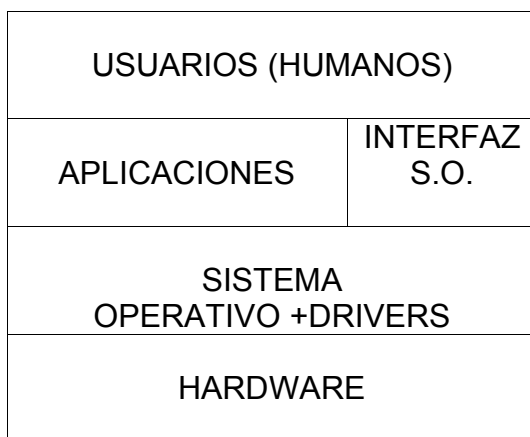 USUARIOS (HUMANOS)
APLICACIONES
INTERFAZ
S.O.
SISTEMA
OPERATIVO +DRIVERS
HARDWARE